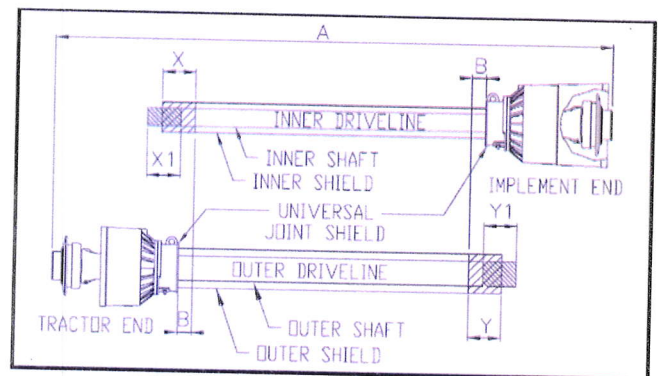 A
X
B
INNER DRIVELINE
X1
INNER SHAFT
INNER SHIELD
IMPLEMENT END
UNIVERSAL
JOINT SHIELD
Y1
OUTER DRIVELINE
TRACTOR END
B
OUTER SHAFT
Y
OUTER SHIELD